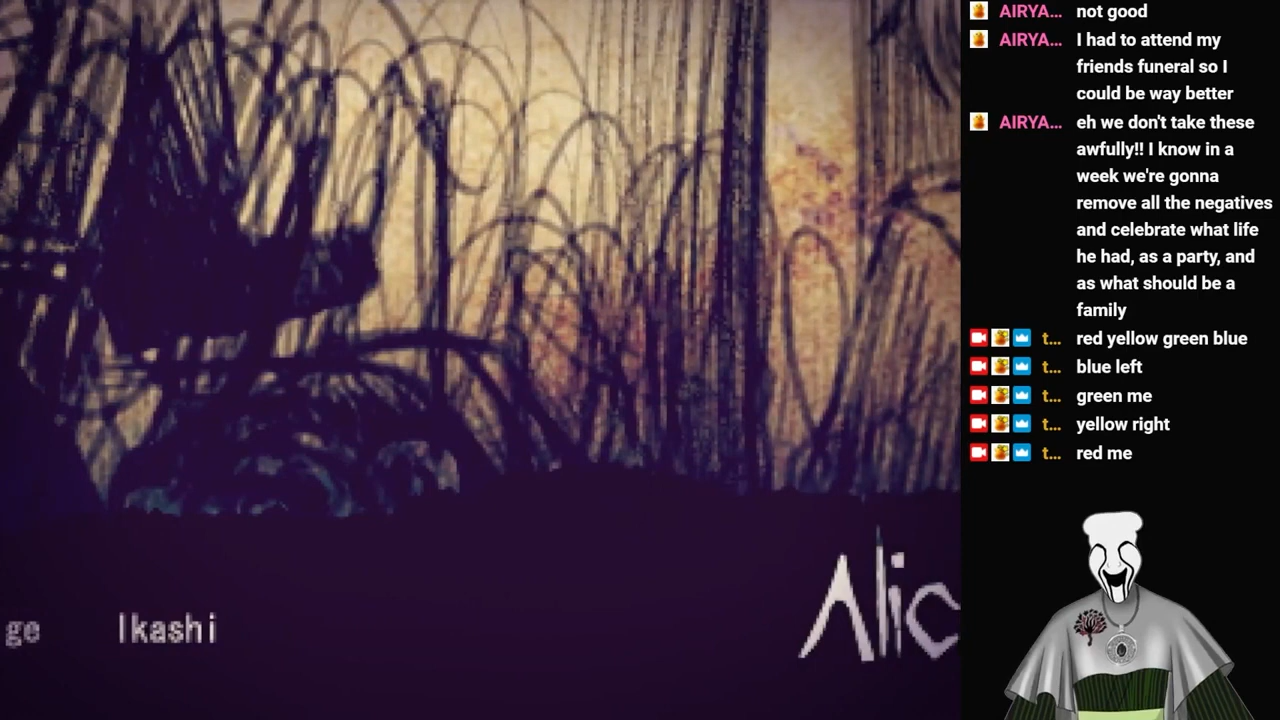 AIRYA... not good
AIRYA... I had to attend my
friends funeral so I
could be way better
AIRYA... eh we don't take these
awfully!! I know in a
week we're gonna
remove all the negatives
and celebrate what life
he had, as a party, and
as what should be a
family
t... red yellow green blue
t... blue left
t... green me
t... yellow right
t... red me
Alic
ge Ikashi